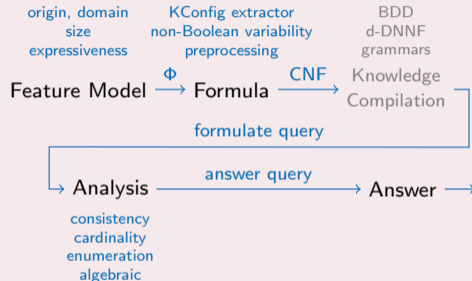 origin, domain
size
expressiveness
KConfig extractor
non-Boolean variability
preprocessing
BDD
d-DNNF
grammars
Feature Model
Φ
Formula
CNF
Knowledge
Compilation
formulate query
Analysis
answer query
Answer
consistency
cardinality
enumeration
algebraic